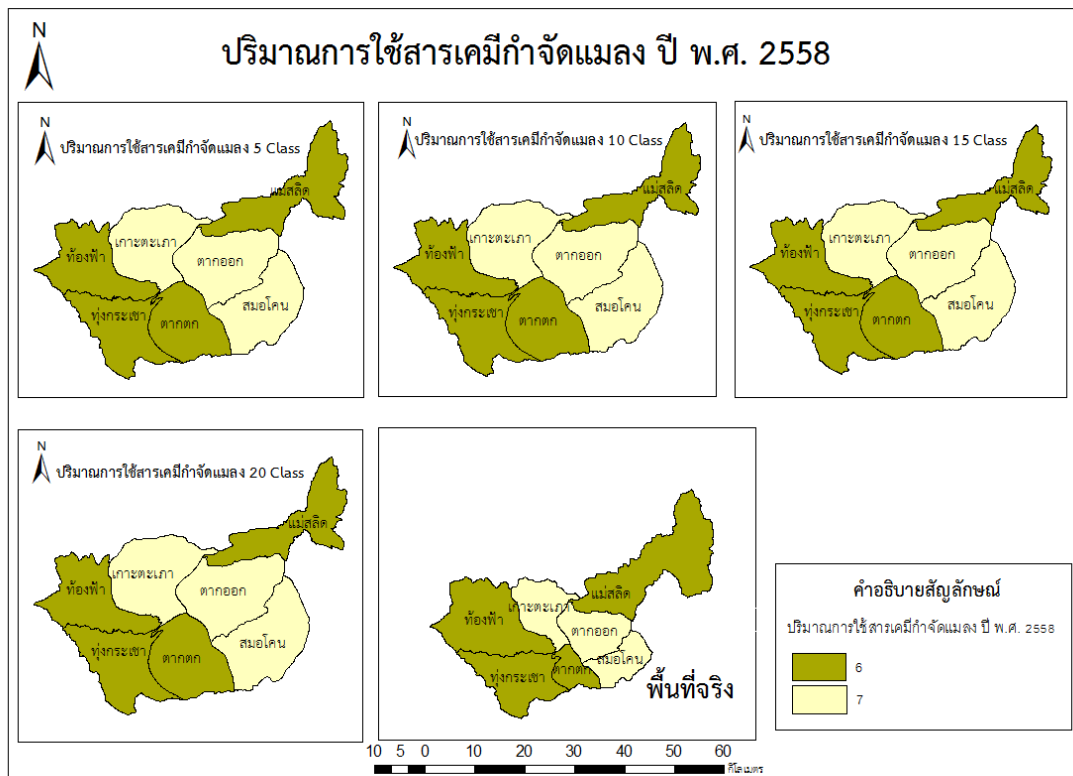 N
ปริมาณการใช้สารเคมีกำจัดแมลง ปี พ.ศ. 2558
N
ปริมาณการใช้สารเคมีกำจัดแมลง 5 Class
แม่สลิด
เกาะตะเภา
ท้องฟ้า
ตากออก
สมอโคน
ทุ่งกระเชา
ตากตก
N
ปริมาณการใช้สารเคมีกำจัดแมลง 10 Class
แม่สลิด
เกาะตะเภา
ท้องฟ้า
ตากออก
สมอโคน
ทุ่งกระเชา
ตากตก
N
ปริมาณการใช้สารเคมีกำจัดแมลง 15 Class
แม่สลิด
เกาะตะเภา
ท้องฟ้า
ตากออก
สมอโคน
ทุ่งกระเชา
ตากตก
N
ปริมาณการใช้สารเคมีกำจัดแมลง 20 Class
แม่สลิด
เกาะตะเภา
ท้องฟ้า
ตากออก
สมอโคน
ทุ่งกระเชา
ตากตก
แม่สลิด
เกาะตะเภา
ท้องฟ้า
ตากออก
สมอโคน
ทุ่งกระเชา
ตากตก
พื้นที่จริง
คำอธิบายสัญลักษณ์
ปริมาณการใช้สารเคมีกำจัดแมลง ปี พ.ศ. 2558
6
7
10 5 0 10 20 30 40 50 60
กิโลเมตร